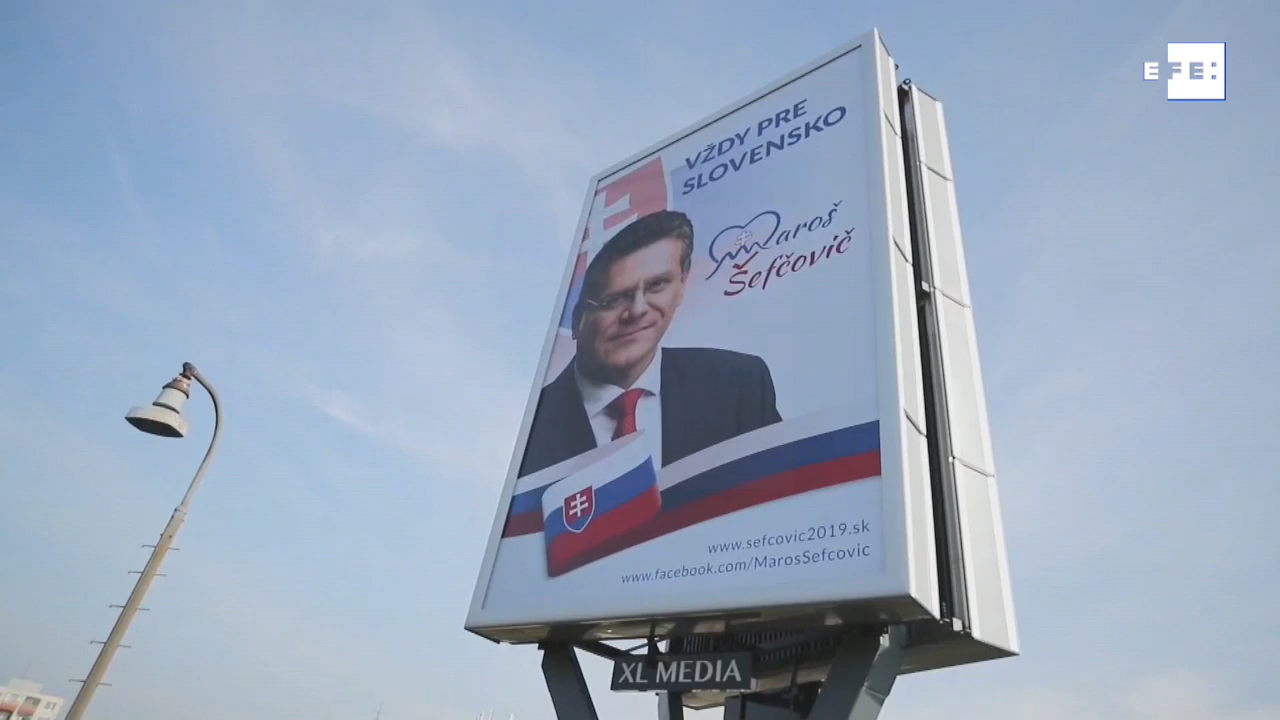 EFE:
VŽDY PRE
SLOVENSKO
Maroš
Šefčovič
www.sefcovic2019.sk
www.facebook.com/MarosSefcovic
XL MEDIA